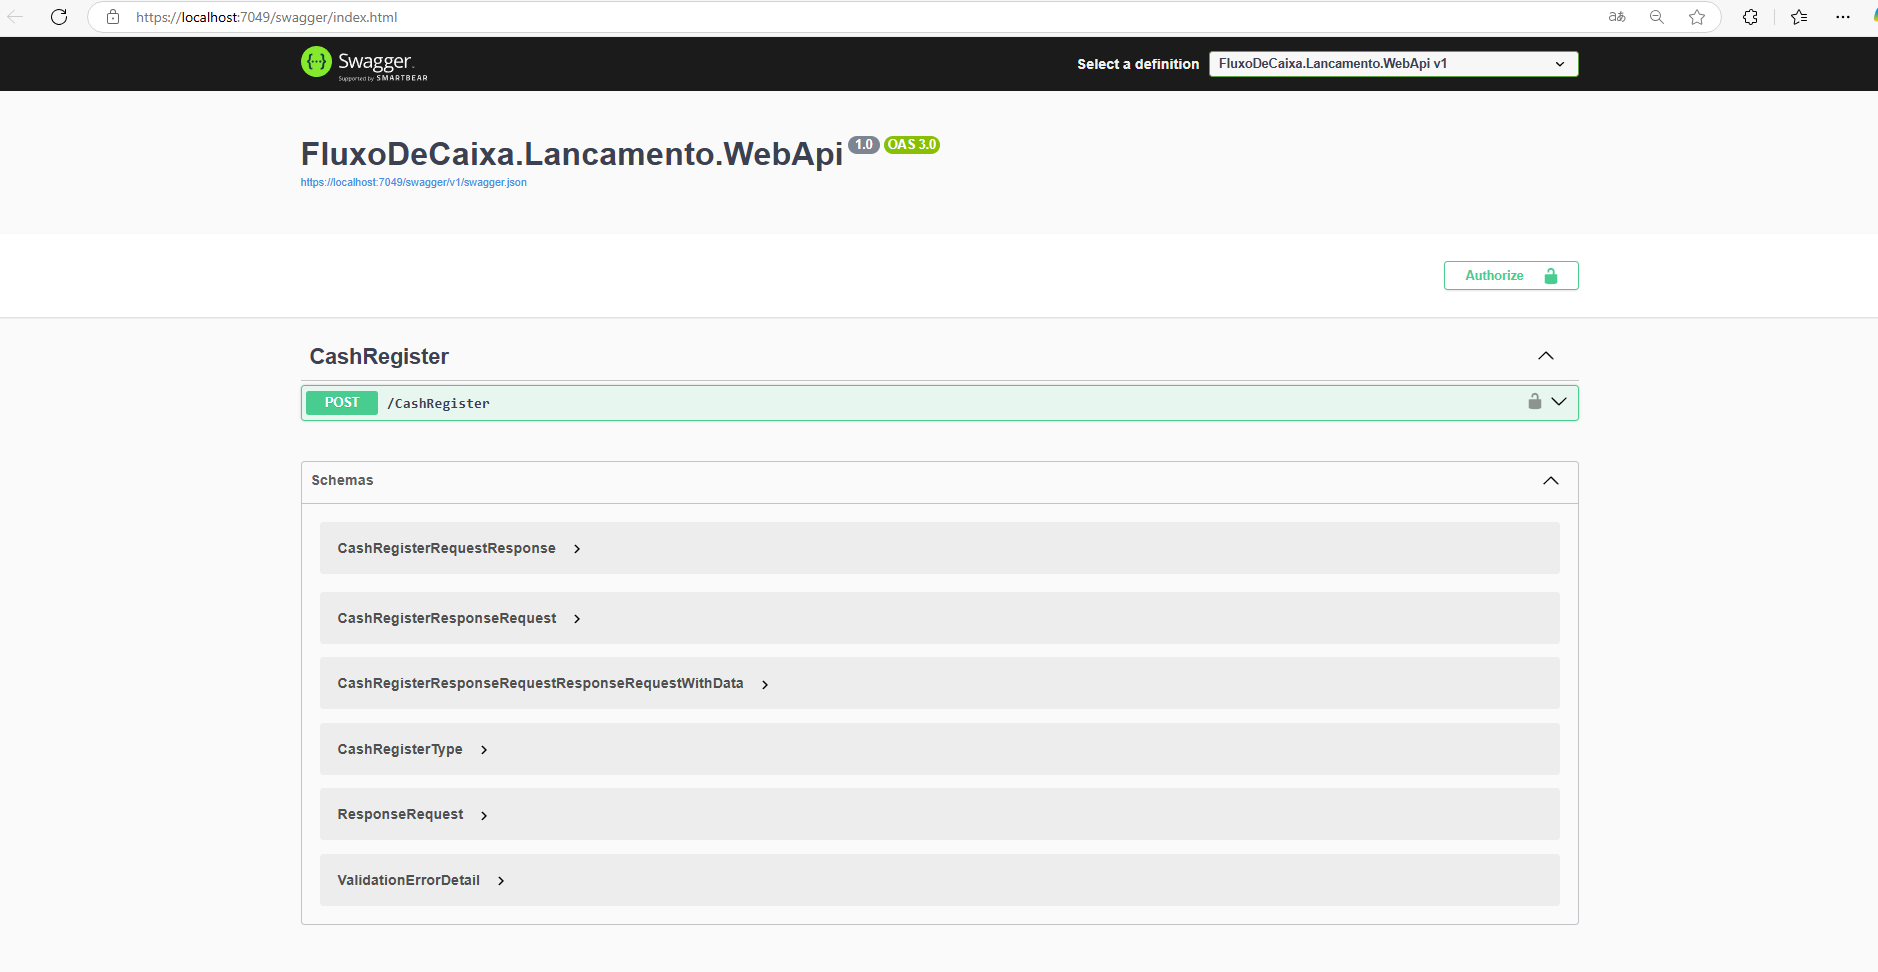 https://localhost:7049/swagger/index.html
aあ
Swagger.
Supported by SMARTBEAR
Select a definition
FluxoDeCaixa.Lancamento.WebApi v1
FluxoDeCaixa.Lancamento.WebApi 1.0 OAS 3.0
https://localhost:7049/swagger/v1/swagger.json
Authorize
CashRegister
POST /CashRegister
Schemas
CashRegisterRequestResponse
CashRegisterResponseRequest
CashRegisterResponseRequestResponseRequestWithData
CashRegisterType
ResponseRequest
ValidationErrorDetail